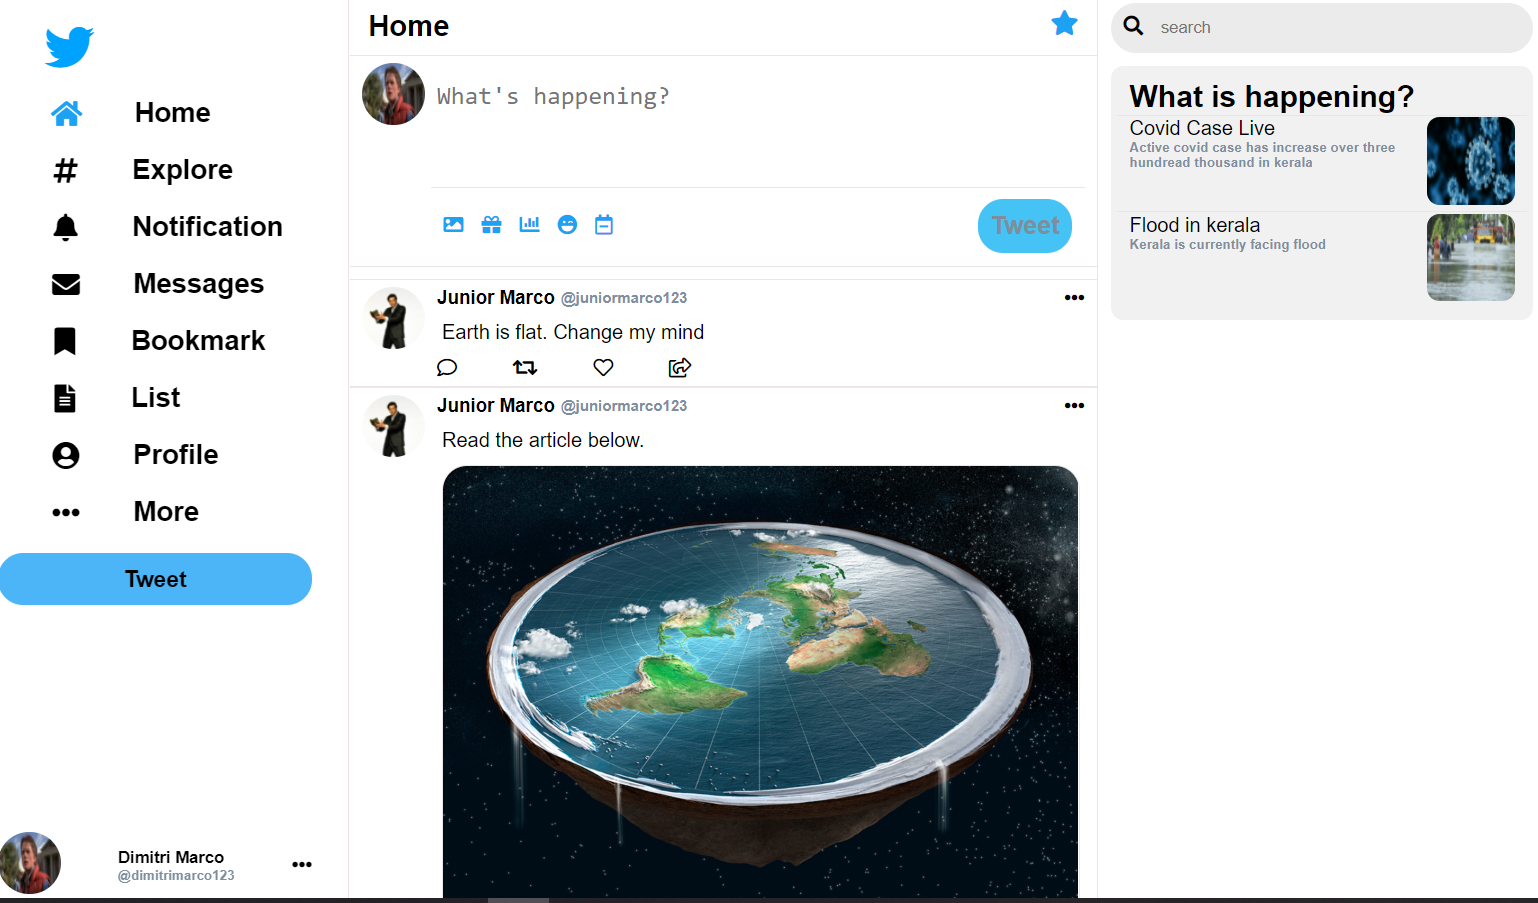 Home
Explore
Notification
Messages
Bookmark
List
Profile
More
Tweet
Dimitri Marco
@dimitrimarco123
Home
What's happening?
Tweet
Junior Marco @juniormarco123
Earth is flat. Change my mind
Junior Marco @juniormarco123
Read the article below.
search
What is happening?
Covid Case Live
Active covid case has increase over three
hundread thousand in kerala
Flood in kerala
Kerala is currently facing flood